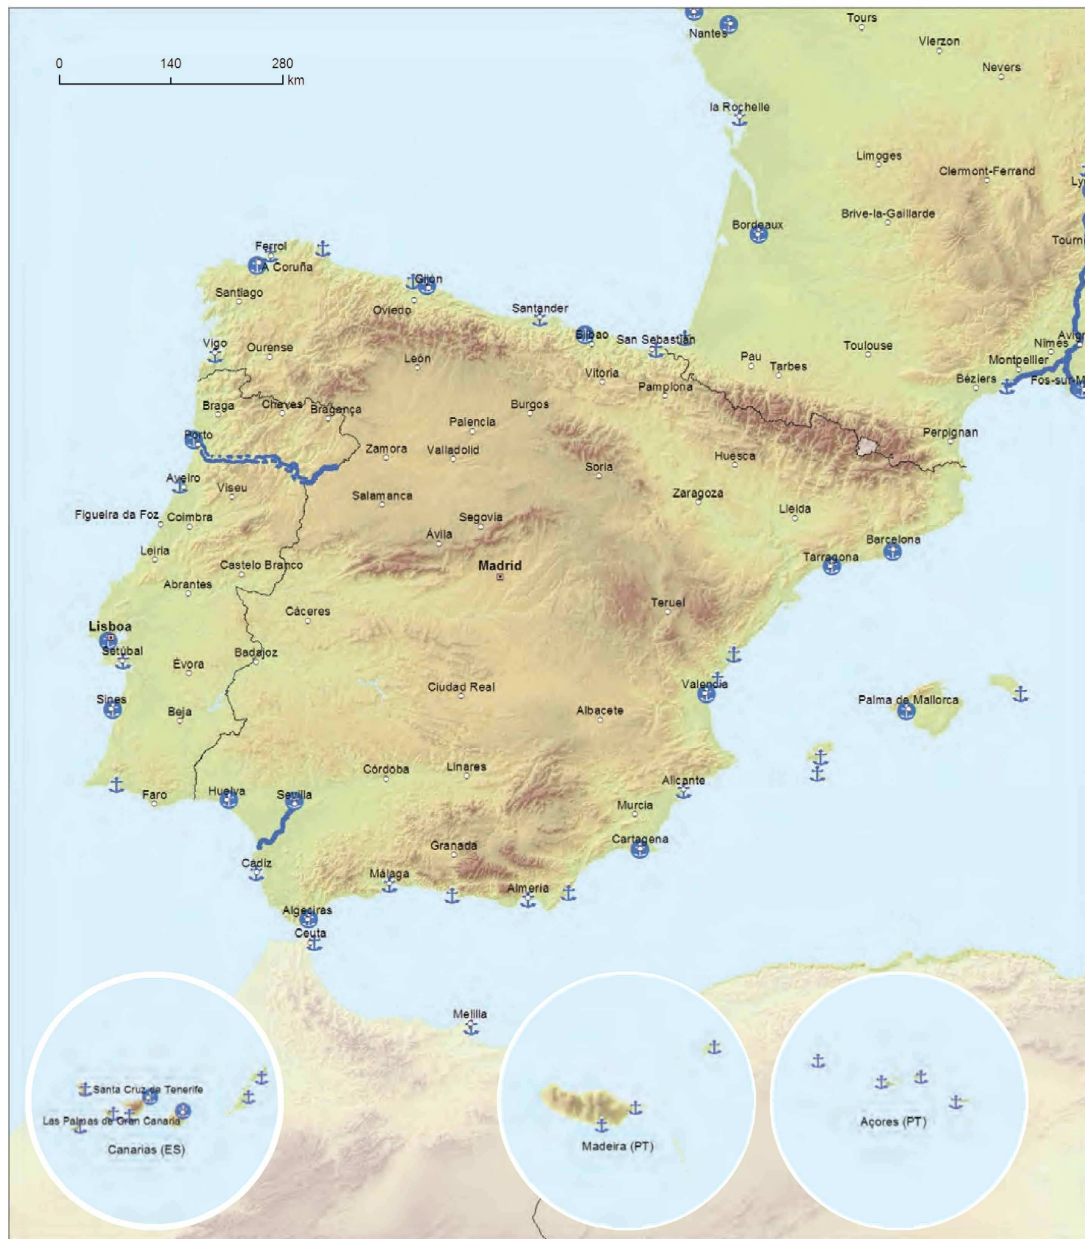 Tours
Nantes
Vierzon
0 140 280
km
Nevers
la Rochelle
Limoges
Clermont-Ferrand
Brive-la-Gaillarde
Bordeaux
Ferrol
A Coruña
Gijón
Santiago
Oviedo
Santander
Bilbao
San Sebastián
Vigo
Ourense
León
Vitoria
Pau
Tarbes
Toulouse
Nîmes
Montpellier
Béziers
Pamplona
Braga
Chaves
Bragança
Burgos
Palencia
Perpignan
Porto
Zamora
Valladolid
Soria
Huesca
Aveiro
Viseu
Salamanca
Zaragoza
Lleida
Figueira da Foz
Coimbra
Segovia
Ávila
Barcelona
Leiria
Castelo Branco
Madrid
Tarragona
Abrantes
Cáceres
Teruel
Lisboa
Setúbal
Évora
Badajoz
Ciudad Real
Valencia
Palma de Mallorca
Sines
Beja
Albacete
Córdoba
Linares
Alicante
Faro
Huelva
Sevilla
Murcia
Cartagena
Granada
Cádiz
Málaga
Almería
Algeciras
Ceuta
Melilla
Santa Cruz de Tenerife
Las Palmas de Gran Canaria
Canarias (ES)
Madeira (PT)
Açores (PT)